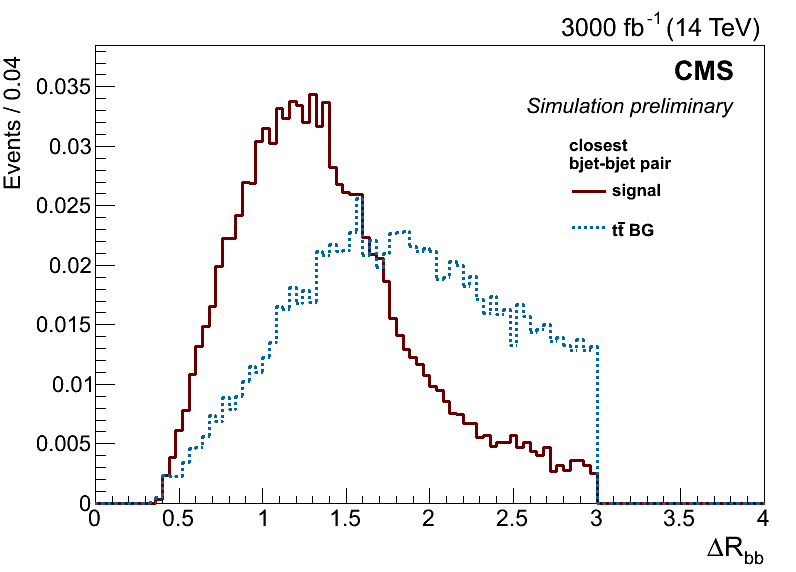 3000 fb⁻¹ (14 TeV)
Events / 0.04
CMS
Simulation preliminary
closest
bjet-bjet pair
signal
tt̄ BG
0.035
0.03
0.025
0.02
0.015
0.01
0.005
0
0 0.5 1 1.5 2 2.5 3 3.5 4
ΔR_bb